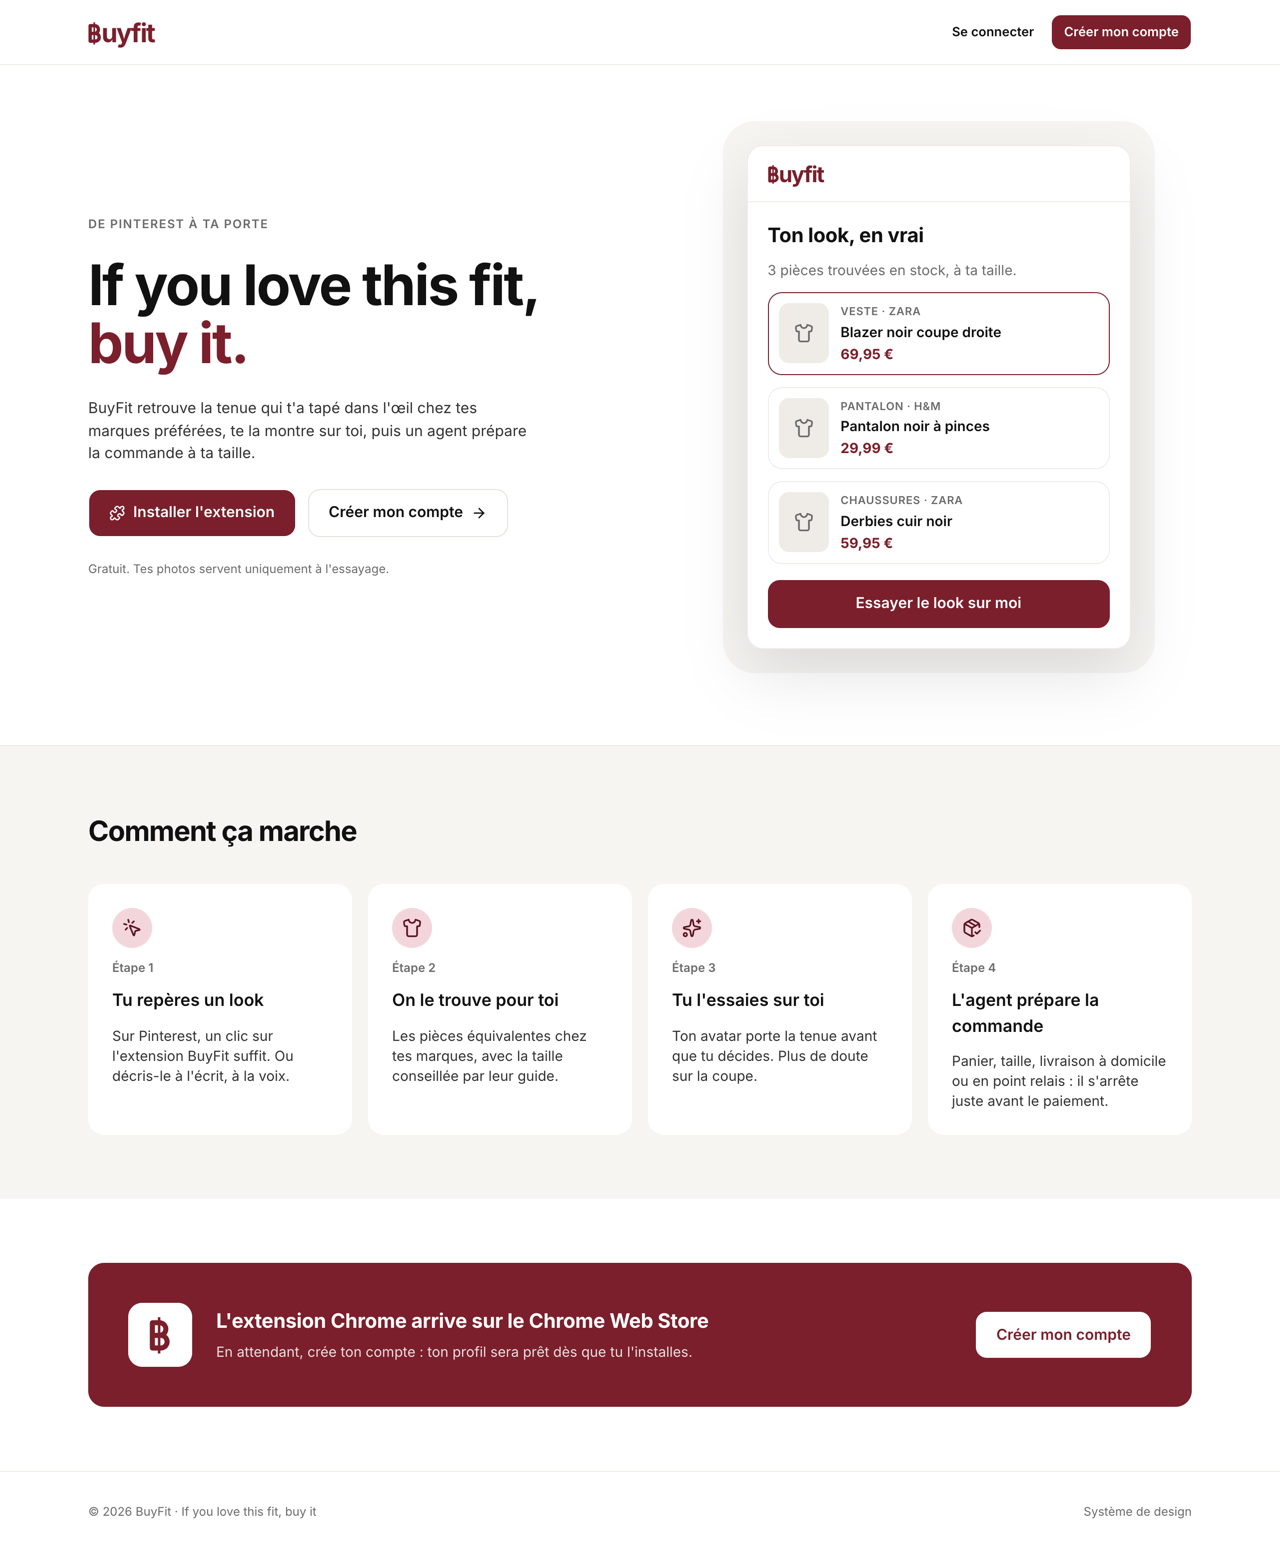 Buyfit
Se connecter
Créer mon compte
DE PINTEREST À TA PORTE
If you love this fit,
buy it.
BuyFit retrouve la tenue qui t'a tapé dans l'œil chez tes
marques préférées, te la montre sur toi, puis un agent prépare
la commande à ta taille.
Installer l'extension
Créer mon compte
Gratuit. Tes photos servent uniquement à l'essayage.
Buyfit
Ton look, en vrai
3 pièces trouvées en stock, à ta taille.
VESTE · ZARA
Blazer noir coupe droite
69,95 €
PANTALON · H&M
Pantalon noir à pinces
29,99 €
CHAUSSURES · ZARA
Derbies cuir noir
59,95 €
Essayer le look sur moi
Comment ça marche
Étape 1
Tu repères un look
Sur Pinterest, un clic sur
l'extension BuyFit suffit. Ou
décris-le à l'écrit, à la voix.
Étape 2
On le trouve pour toi
Les pièces équivalentes chez
tes marques, avec la taille
conseillée par leur guide.
Étape 3
Tu l'essaies sur toi
Ton avatar porte la tenue avant
que tu décides. Plus de doute
sur la coupe.
Étape 4
L'agent prépare la
commande
Panier, taille, livraison à domicile
ou en point relais : il s'arrête
juste avant le paiement.
B
L'extension Chrome arrive sur le Chrome Web Store
En attendant, crée ton compte : ton profil sera prêt dès que tu l'installes.
Créer mon compte
© 2026 BuyFit · If you love this fit, buy it
Système de design